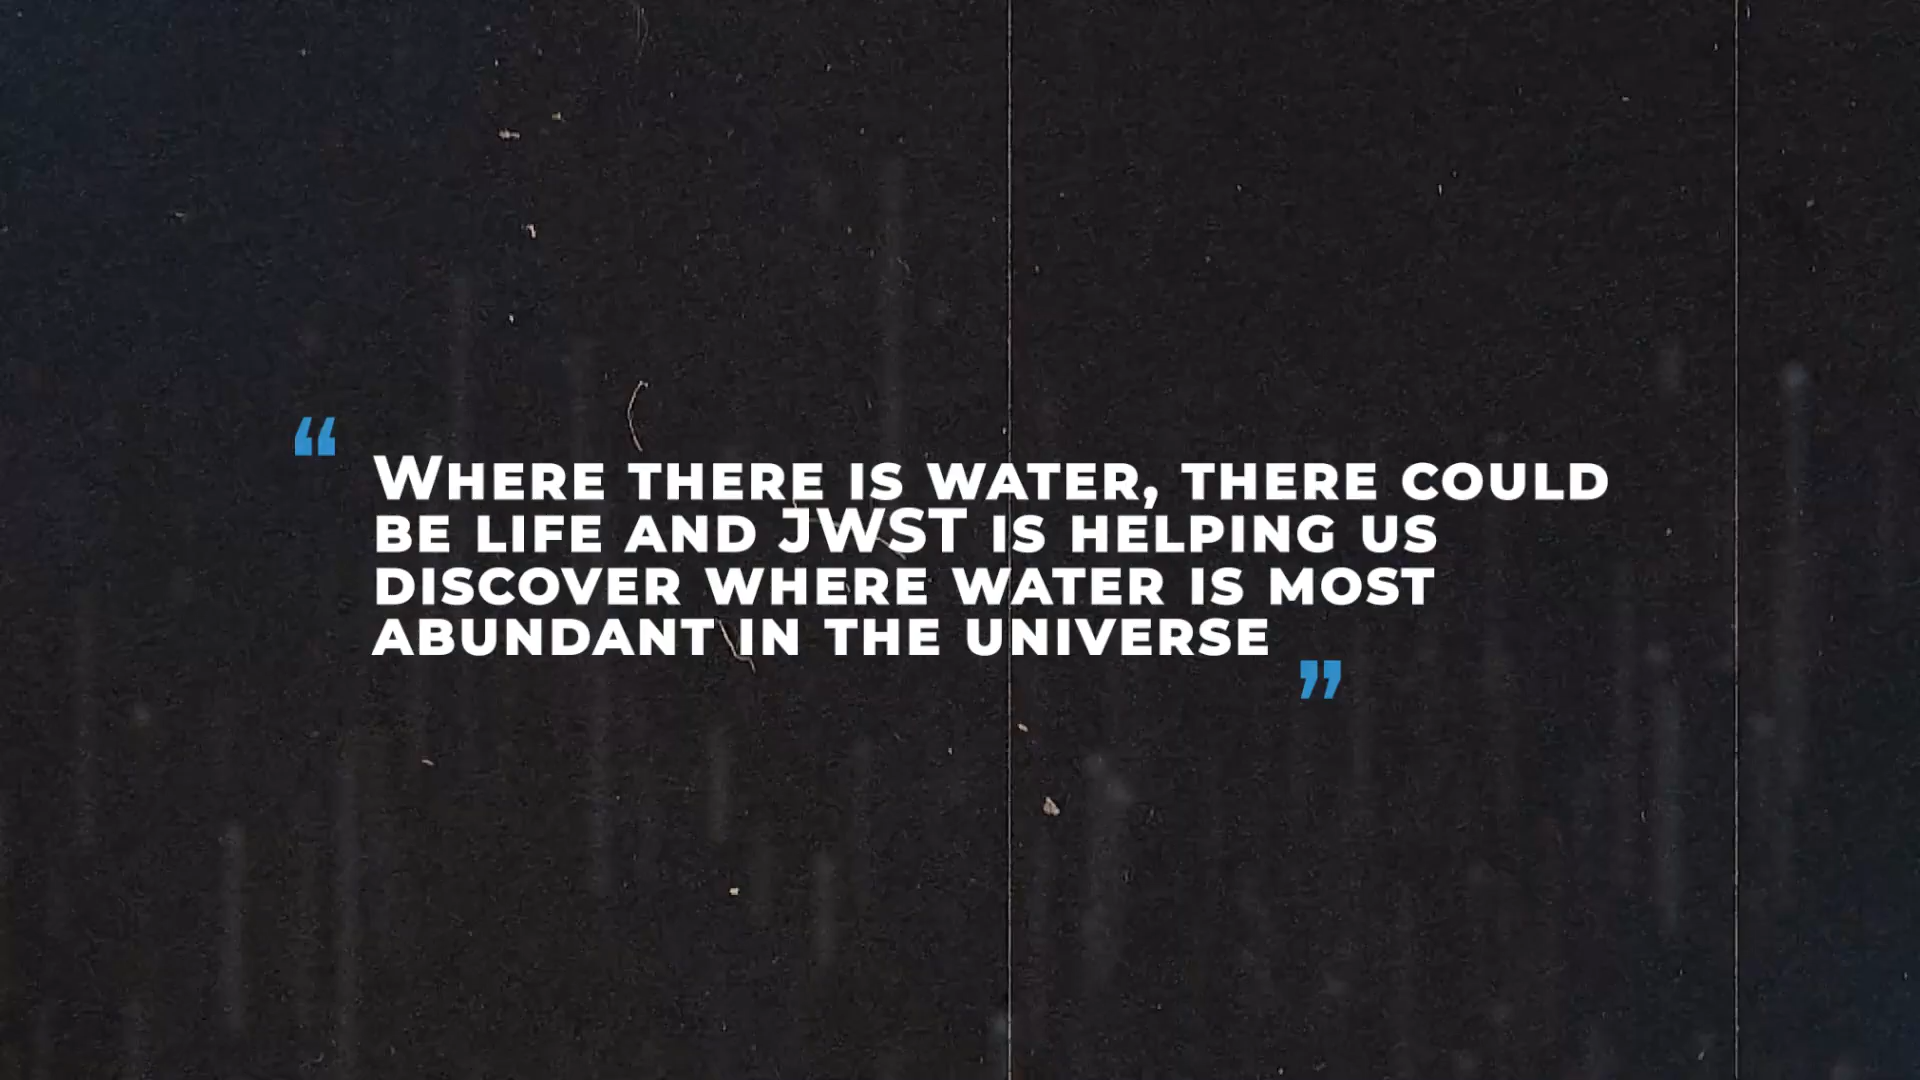 “Where there is water, there could
be life and JWST is helping us
discover where water is most
abundant in the universe”